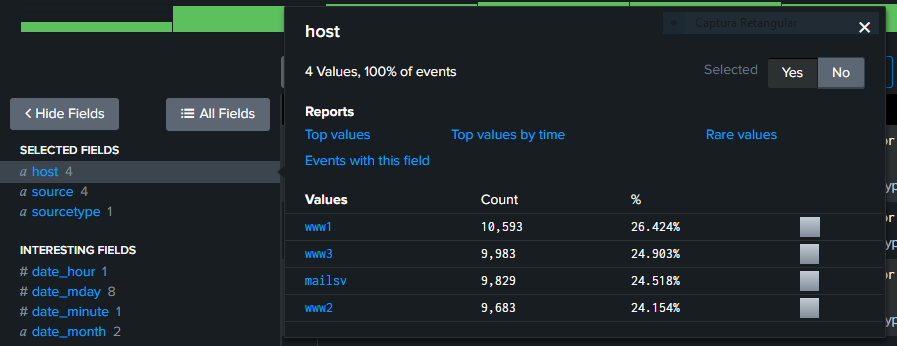 Captura Retangular
host
4 Values, 100% of events
Selected Yes No
< Hide Fields
All Fields
Reports
Top values Top values by time Rare values
Events with this field
SELECTED FIELDS
a host 4
a source 4
a sourcetype 1
INTERESTING FIELDS
# date_hour 1
# date_mday 8
# date_minute 1
a date_month 2
Values Count %
www1 10,593 26.424%
www3 9,983 24.903%
mailsv 9,829 24.518%
www2 9,683 24.154%